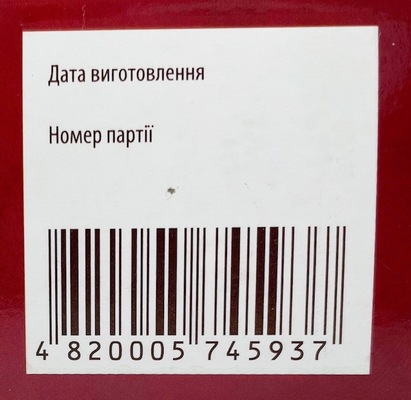 Дата виготовлення
Номер партії
4 820005 745937